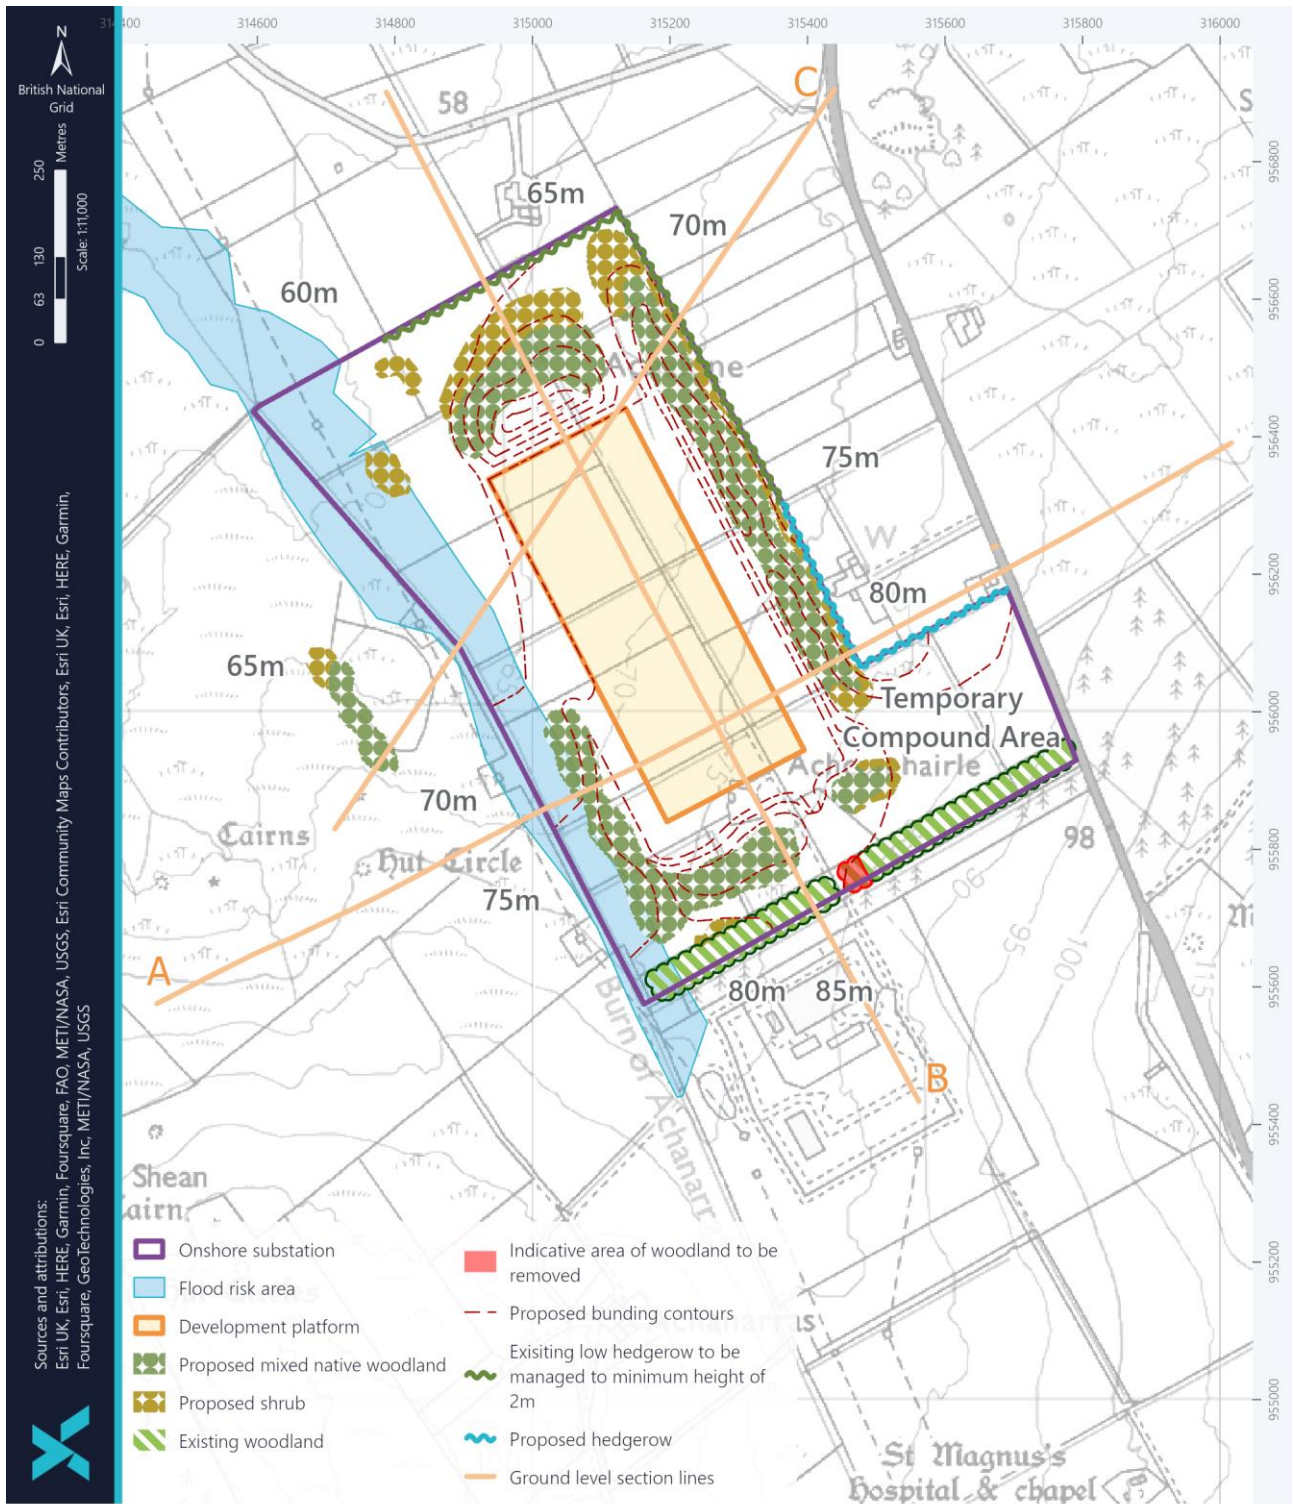 314400 314600 314800 315000 315200 315400 315600 315800 316000
N
British National
Grid
Metres
0 63 130 250
Scale: 1:11,000
Sources and attributions:
Esri UK, Esri, HERE, Garmin, Foursquare, FAO, METI/NASA, USGS, Esri Community Maps Contributors, Esri UK, Esri, HERE, Garmin,
Foursquare, GeoTechnologies, Inc, METI/NASA, USGS
956800
956600
956400
956200
956000
955800
955600
955400
955200
955000
C
58
S
65m
70m
60m
75m
W
80m
65m
70
Temporary
Compound Area
70m
Cairns
Hut Circle
98
75m
90
95
100
115
A
80m
85m
B
Burn of Achanarras
Shean
airn
Onshore substation
Flood risk area
Development platform
Proposed mixed native woodland
Proposed shrub
Existing woodland
Indicative area of woodland to be
removed
Proposed bunding contours
Exisiting low hedgerow to be
managed to minimum height of
2m
Proposed hedgerow
Ground level section lines
St Magnus's
Hospital & chapel